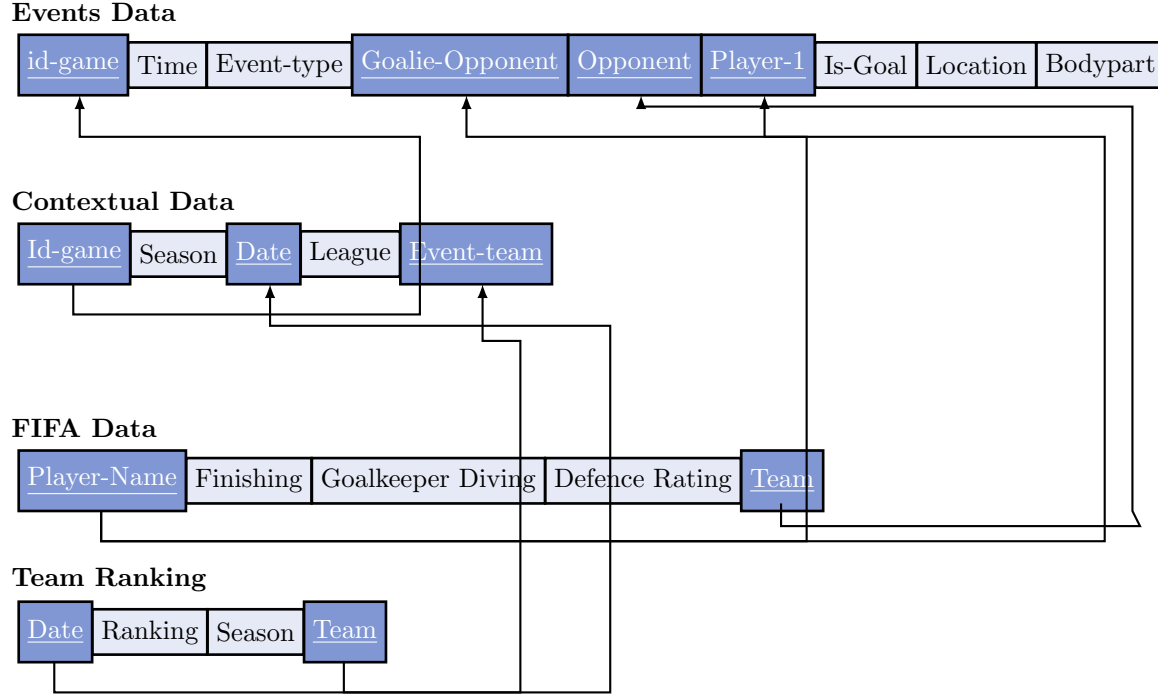 Events Data
id-game Time Event-type Goalie-Opponent Opponent Player-1 Is-Goal Location Bodypart
Contextual Data
Id-game Season Date League Event-team
FIFA Data
Player-Name Finishing Goalkeeper Diving Defence Rating Team
Team Ranking
Date Ranking Season Team